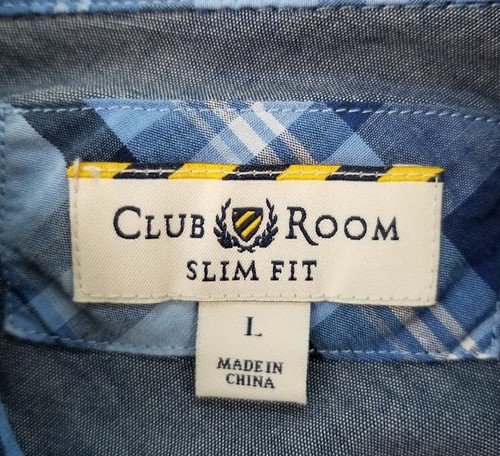 CLUB ROOM
SLIM FIT
L
MADE IN
CHINA